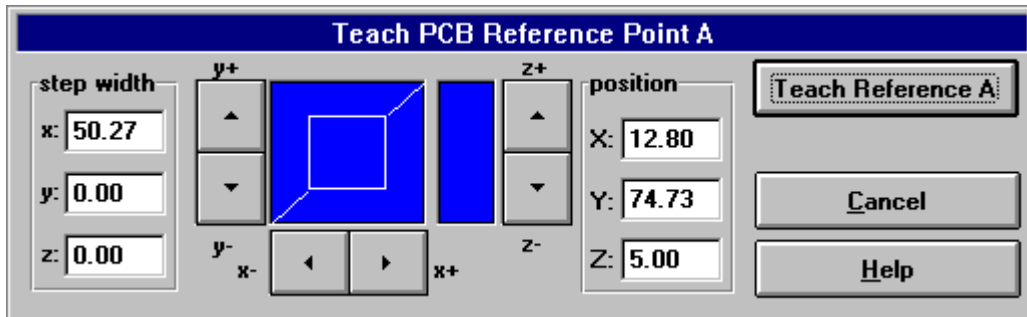 Teach PCB Reference Point A
step width
x: 50.27
y: 0.00
z: 0.00
y+
y-
x-
x+
z+
z-
position
X: 12.80
Y: 74.73
Z: 5.00
Teach Reference A
Cancel
Help